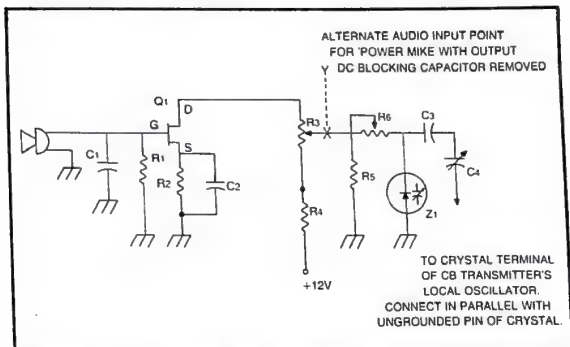 ALTERNATE AUDIO INPUT POINT
FOR 'POWER MIKE WITH OUTPUT
DC BLOCKING CAPACITOR REMOVED
Q1
D
G
S
C1
R1
R2
C2
R3
R4
+12V
R6
R5
C3
C4
Z1
TO CRYSTAL TERMINAL
OF CB TRANSMITTER'S
LOCAL OSCILLATOR.
CONNECT IN PARALLEL WITH
UNGROUNDED PIN OF CRYSTAL.